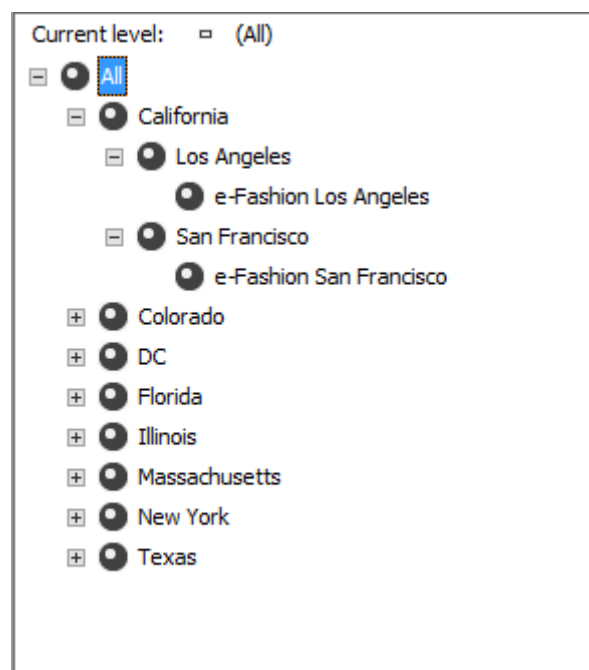 Current level: (All)
All
California
Los Angeles
e-Fashion Los Angeles
San Francisco
e-Fashion San Francisco
Colorado
DC
Florida
Illinois
Massachusetts
New York
Texas